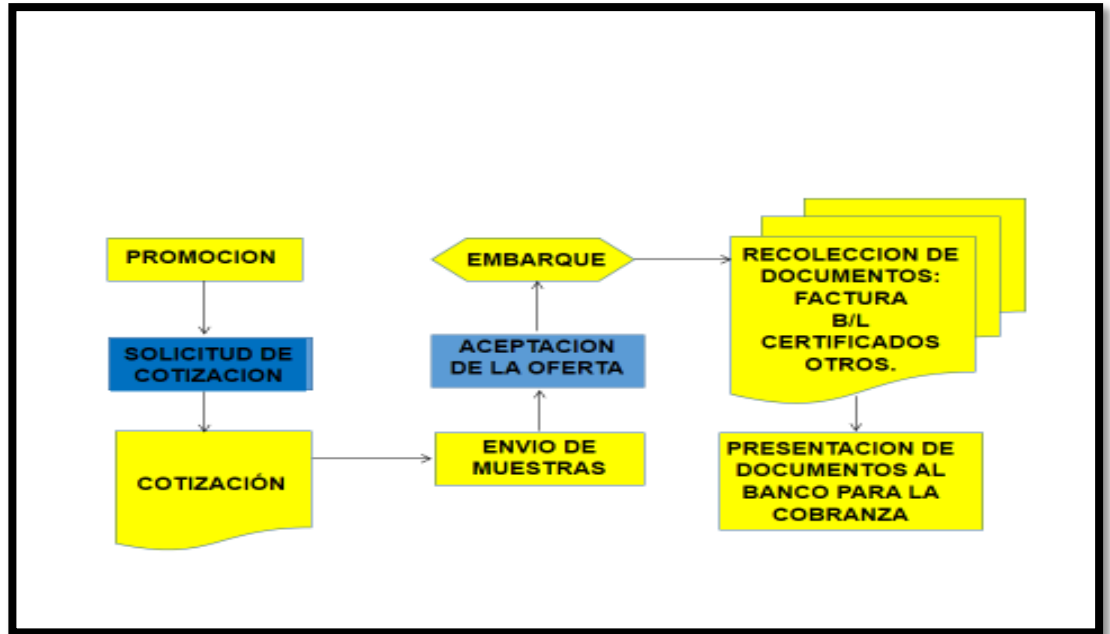 PROMOCION
SOLICITUD DE
COTIZACION
COTIZACIÓN
ENVIO DE
MUESTRAS
ACEPTACION
DE LA OFERTA
EMBARQUE
RECOLECCION DE
DOCUMENTOS:
FACTURA
B/L
CERTIFICADOS
OTROS.
PRESENTACION DE
DOCUMENTOS AL
BANCO PARA LA
COBRANZA